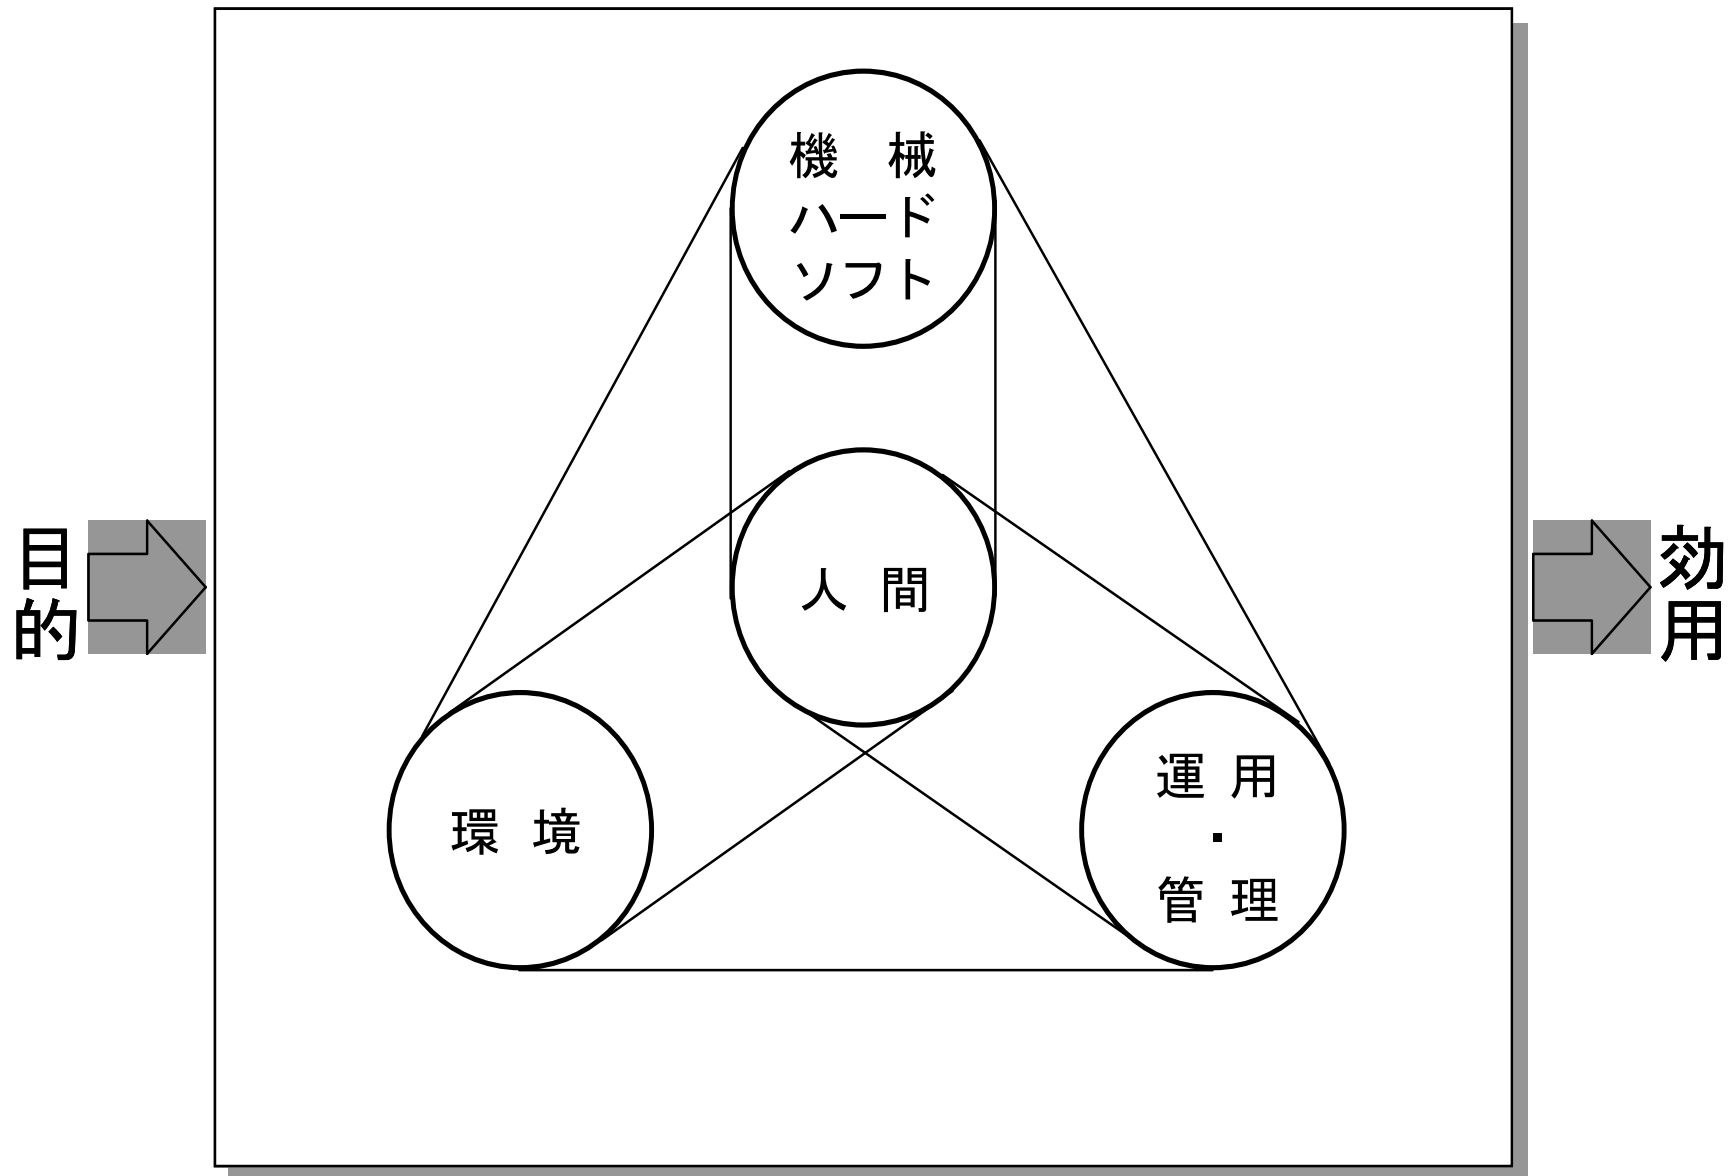 機 械
ハード
ソフト
人 間
目的
効用
環 境
運 用
・
管 理